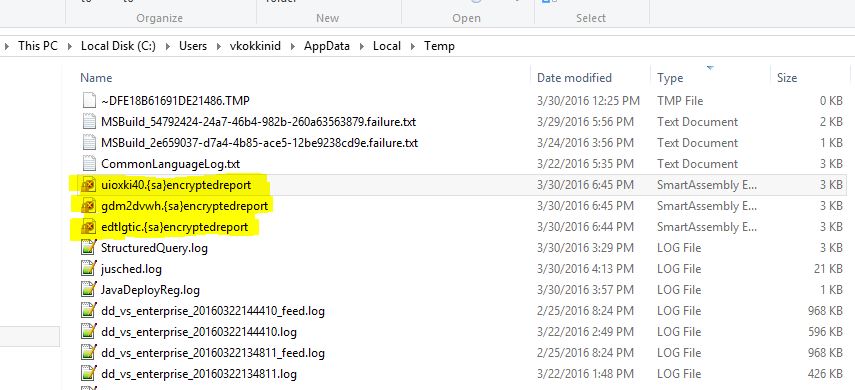 to to folder
Organize New Open Select
This PC Local Disk (C:) Users vkokkinid AppData Local Temp
Name Date modified Type Size
~DFE18B61691DE21486.TMP 3/30/2016 12:25 PM TMP File 0 KB
MSBuild_54792424-24a7-46b4-982b-260a63563879.failure.txt 3/29/2016 5:56 PM Text Document 2 KB
MSBuild_2e659037-d7a4-4b85-ace5-12be9238cd9e.failure.txt 3/24/2016 3:56 PM Text Document 1 KB
CommonLanguageLog.txt 3/22/2016 5:35 PM Text Document 1 KB
uioxki40.{sa}encryptedreport 3/30/2016 6:45 PM SmartAssembly E... 3 KB
gdm2dvwh.{sa}encryptedreport 3/30/2016 6:45 PM SmartAssembly E... 3 KB
edtlgtic.{sa}encryptedreport 3/30/2016 6:44 PM SmartAssembly E... 3 KB
StructuredQuery.log 3/30/2016 3:29 PM LOG File 3 KB
jusched.log 3/30/2016 4:13 PM LOG File 21 KB
JavaDeployReg.log 3/30/2016 3:57 PM LOG File 1 KB
dd_vs_enterprise_20160322144410_feed.log 2/25/2016 8:24 PM LOG File 968 KB
dd_vs_enterprise_20160322144410.log 3/22/2016 2:49 PM LOG File 596 KB
dd_vs_enterprise_20160322134811_feed.log 2/25/2016 8:24 PM LOG File 968 KB
dd_vs_enterprise_20160322134811.log 3/22/2016 1:48 PM LOG File 426 KB